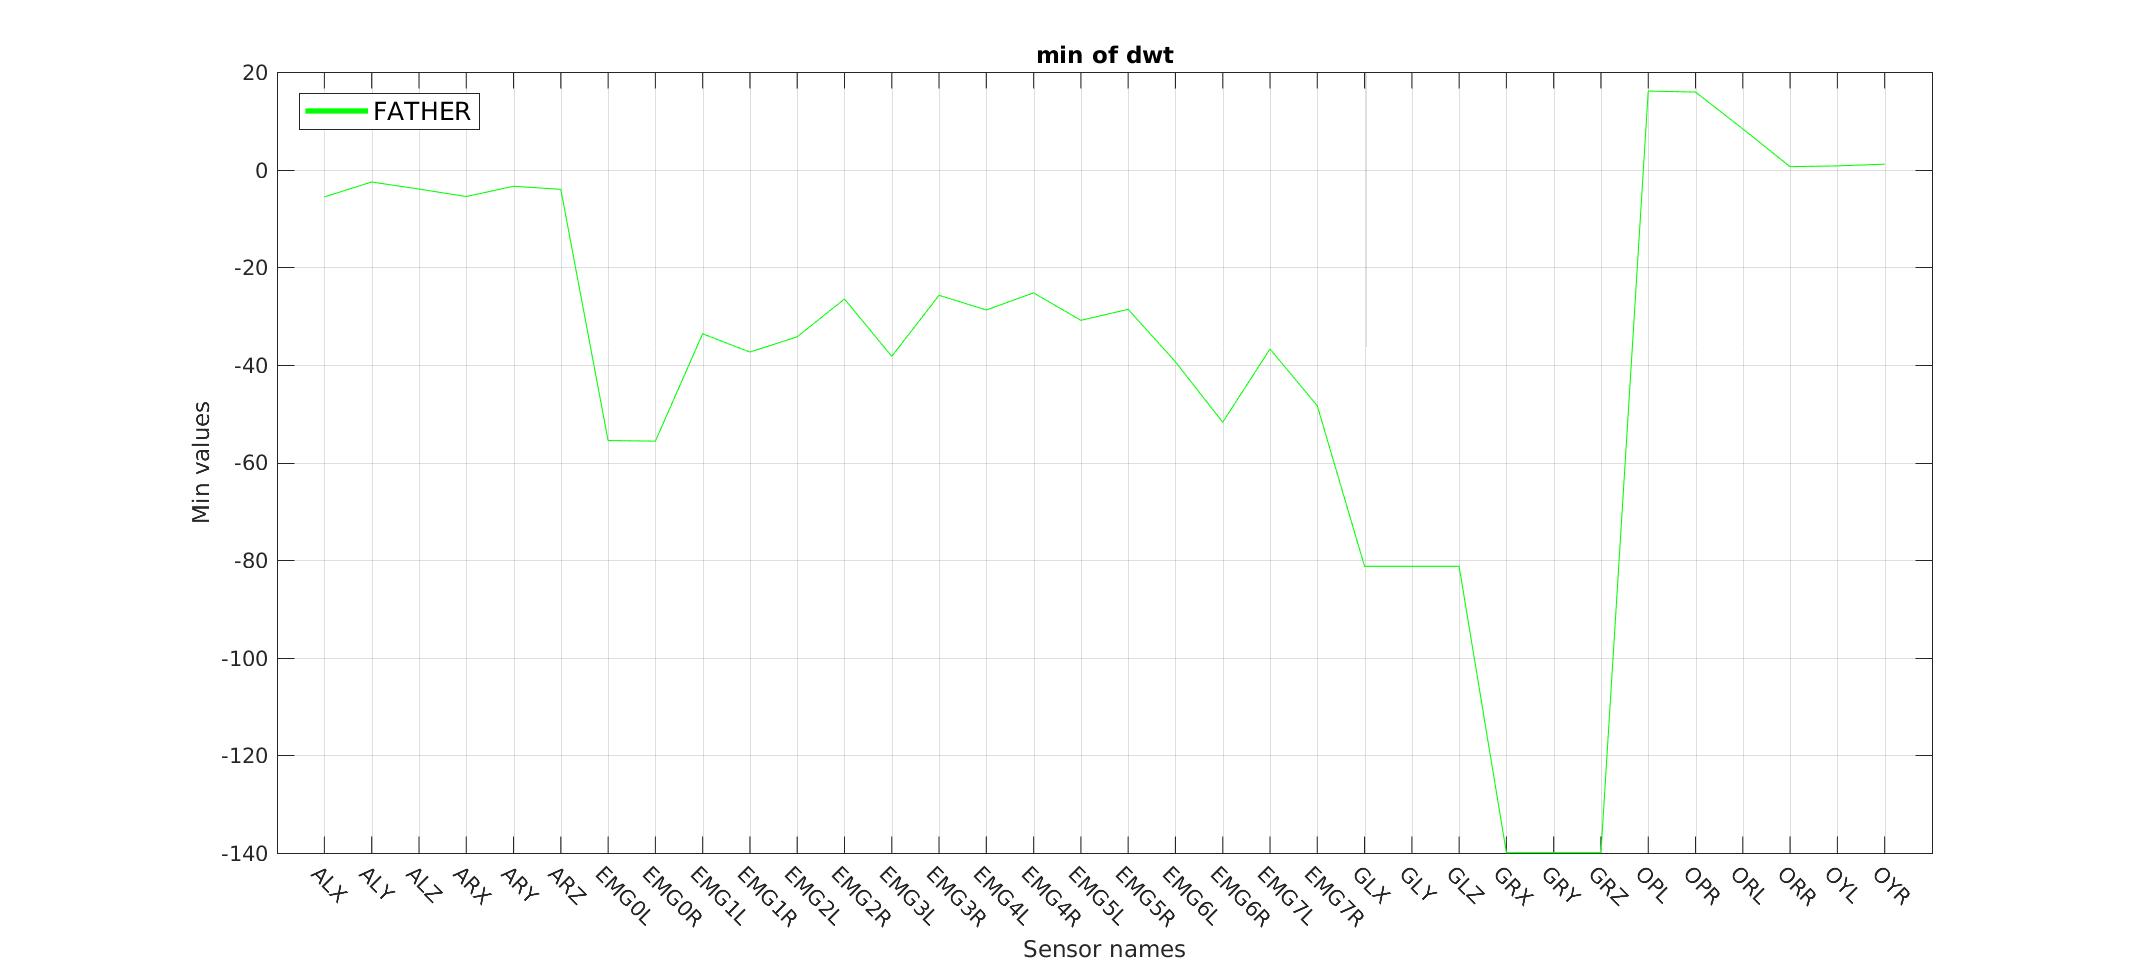 min of dwt
FATHER
20
0
-20
-40
-60
-80
-100
-120
-140
Min values
ALX
ALY
ALZ
ARX
ARY
ARZ
EMG0L
EMG0R
EMG1L
EMG1R
EMG2L
EMG2R
EMG3L
EMG3R
EMG4L
EMG4R
EMG5L
EMG5R
EMG6L
EMG6R
EMG7L
EMG7R
GLX
GLY
GLZ
GRX
GRY
GRZ
OPL
OPR
ORL
ORR
OYL
OYR
Sensor names